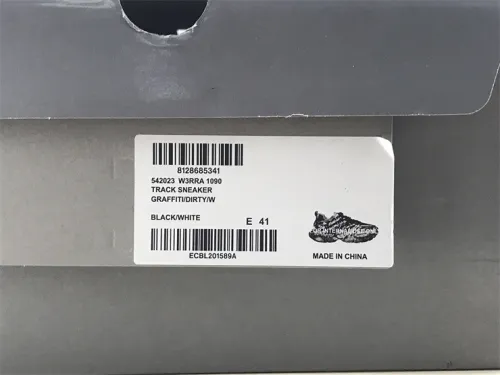 8128685341
542023 W3RRA 1090
TRACK SNEAKER
GRAFFITI/DIRTY/W
BLACK/WHITE
E 41
ECBL201589A
MADE IN CHINA